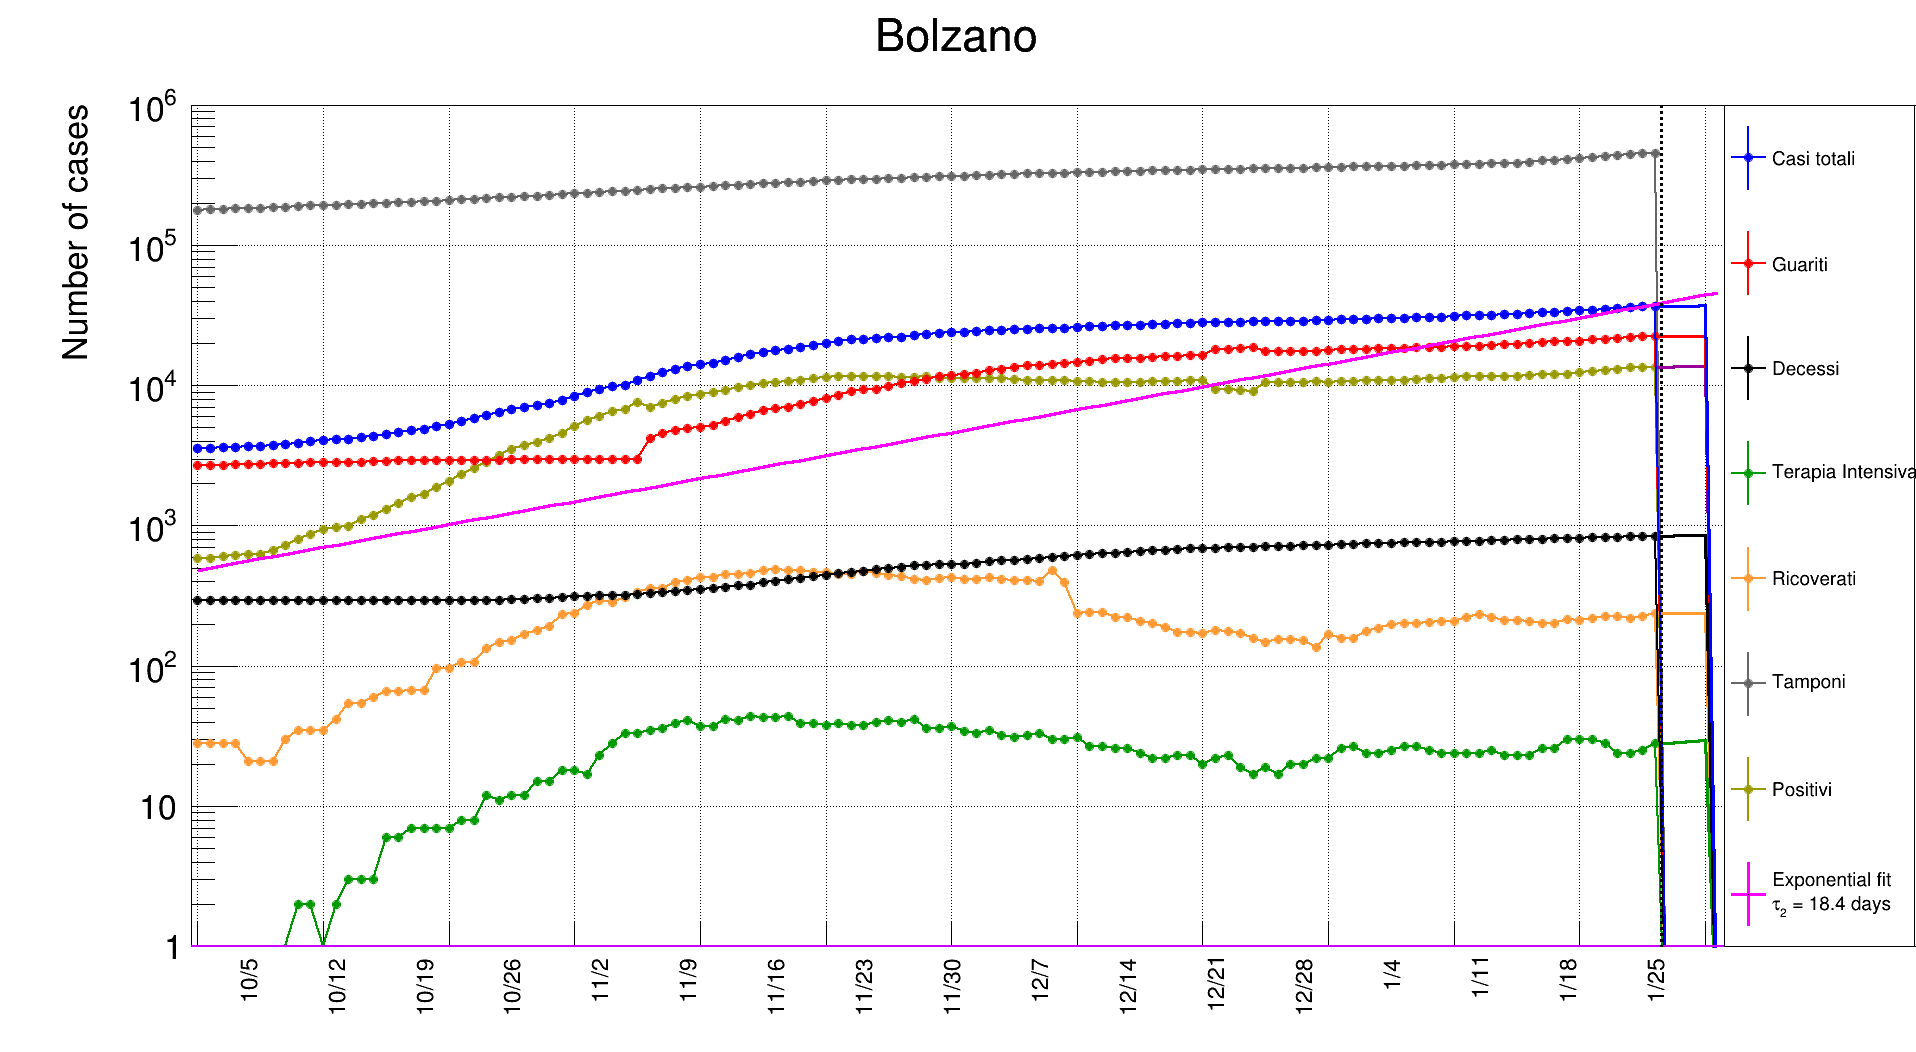 Bolzano
Number of cases
10^6
10^5
10^4
10^3
10^2
10
1
10/5
10/12
10/19
10/26
11/2
11/9
11/16
11/23
11/30
12/7
12/14
12/21
12/28
1/4
1/11
1/18
1/25
Casi totali
Guariti
Decessi
Terapia Intensiva
Ricoverati
Tamponi
Positivi
Exponential fit
τ₂ = 18.4 days